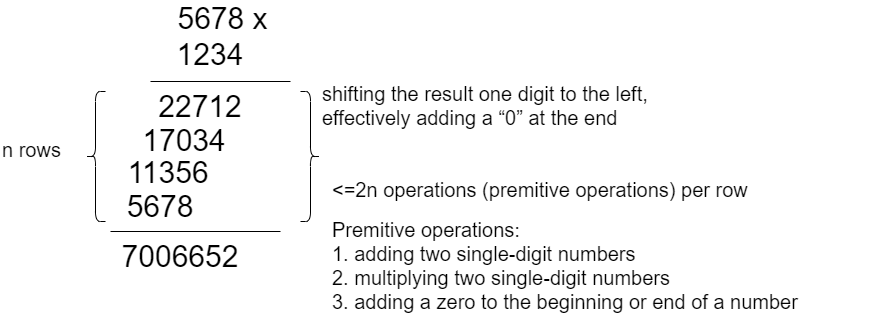 5678 x
1234
22712
17034
11356
5678
7006652
n rows
shifting the result one digit to the left,
effectively adding a “0” at the end
<=2n operations (premitive operations) per row
Premitive operations:
1. adding two single-digit numbers
2. multiplying two single-digit numbers
3. adding a zero to the beginning or end of a number